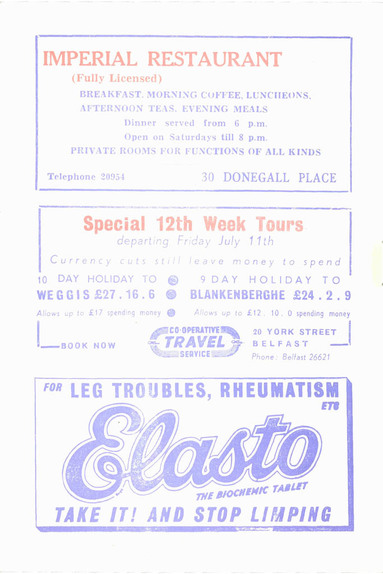 IMPERIAL RESTAURANT
(Fully Licensed)
BREAKFAST, MORNING COFFEE, LUNCHEONS,
AFTERNOON TEAS, EVENING MEALS
Dinner served from 6 p.m.
Open on Saturdays till 8 p.m.
PRIVATE ROOMS FOR FUNCTIONS OF ALL KINDS
Telephone 20954 30 DONEGALL PLACE
Special 12th Week Tours
departing Friday July 11th
Currency cuts still leave money to spend
10 DAY HOLIDAY TO
WEGGIS £27.16.6
Allows up to £17 spending money
9 DAY HOLIDAY TO
BLANKENBERGHE £24.2.9
Allows up to £12.10.0 spending money
BOOK NOW
CO-OPERATIVE
TRAVEL
SERVICE
20 YORK STREET
BELFAST
Phone: Belfast 26621
FOR LEG TROUBLES, RHEUMATISM
ETC
Elasto
THE BIOCHEMIC TABLET
TAKE IT! AND STOP LIMPING